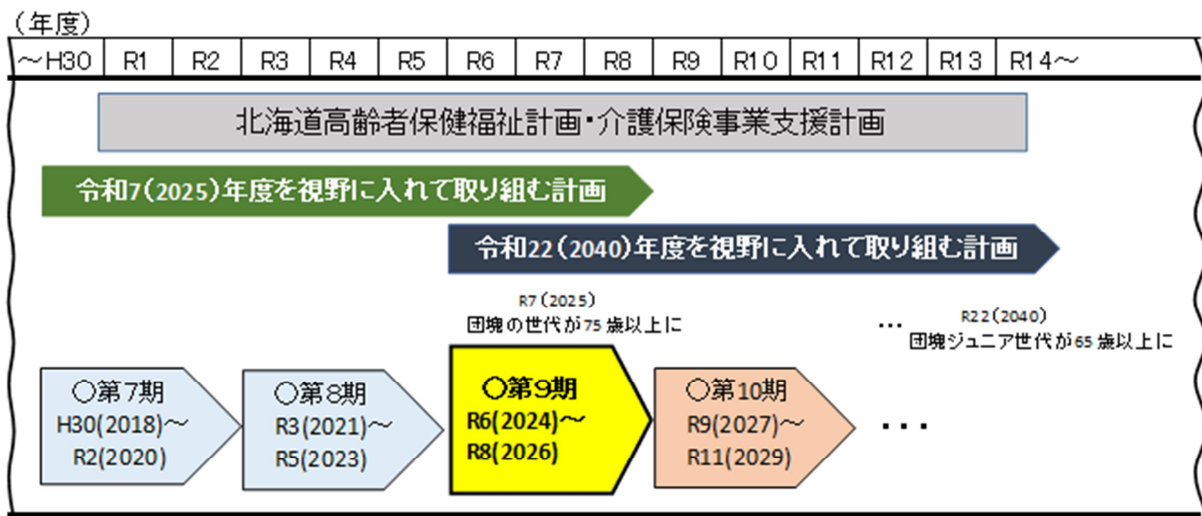 （年度）
～H30 R1 R2 R3 R4 R5 R6 R7 R8 R9 R10 R11 R12 R13 R14～
北海道高齢者保健福祉計画・介護保険事業支援計画
令和7(2025)年度を視野に入れて取り組む計画
令和22(2040)年度を視野に入れて取り組む計画
R7(2025)
団塊の世代が75歳以上に
… R22(2040)
団塊ジュニア世代が65歳以上に
○第7期
H30(2018)～
R2(2020)
○第8期
R3(2021)～
R5(2023)
○第9期
R6(2024)～
R8(2026)
○第10期
R9(2027)～
R11(2029)
・・・